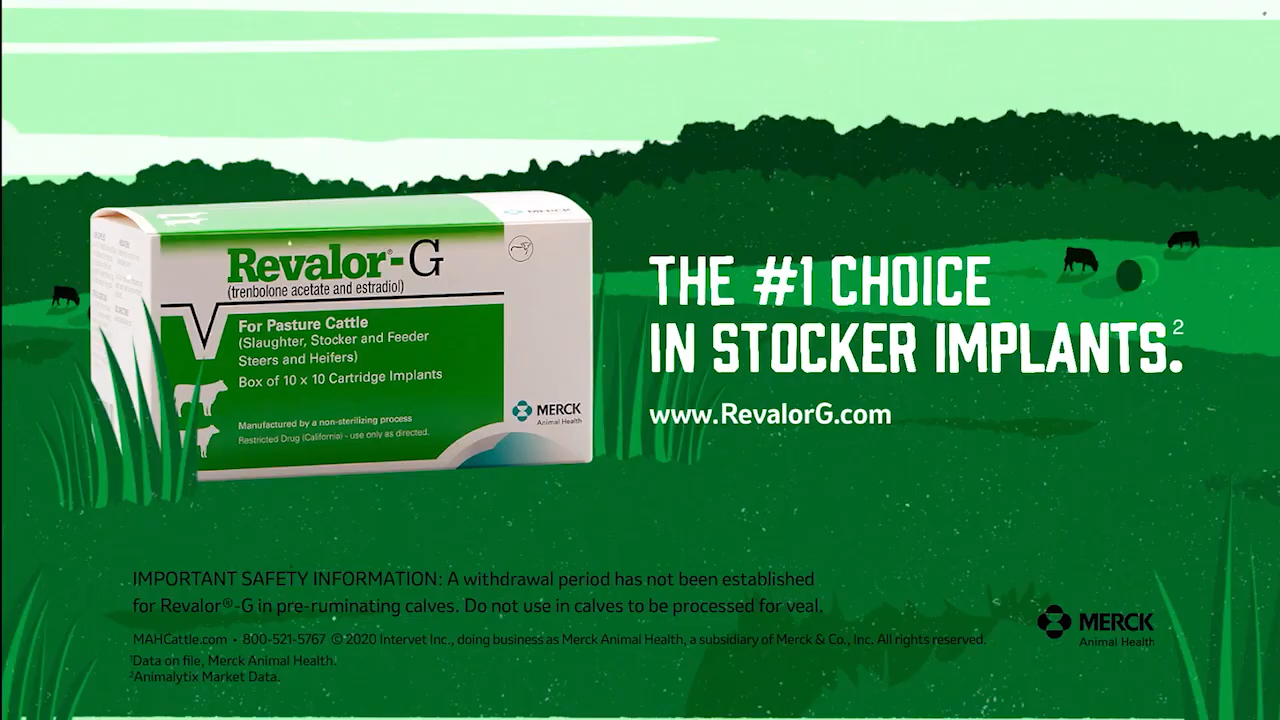 MERCK
Revalor®-G
(trenbolone acetate and estradiol)
For Pasture Cattle
(Slaughter, Stocker and Feeder
Steers and Heifers)
Box of 10 x 10 Cartridge Implants
Manufactured by a non-sterilizing process
Restricted Drug (California) - use only as directed.
MERCK
Animal Health
THE #1 CHOICE
IN STOCKER IMPLANTS.²
www.RevalorG.com
IMPORTANT SAFETY INFORMATION: A withdrawal period has not been established
for Revalor®-G in pre-ruminating calves. Do not use in calves to be processed for veal.
MAHCattle.com • 800-521-5767 © 2020 Intervet Inc., doing business as Merck Animal Health, a subsidiary of Merck & Co., Inc. All rights reserved.
¹Data on file, Merck Animal Health.
²Animalytix Market Data.
MERCK
Animal Health